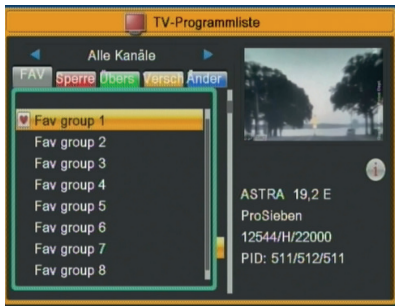 TV-Programmliste
Alle Kanäle
FAV Sperre Übers Versch Änder
Fav group 1
Fav group 2
Fav group 3
Fav group 4
Fav group 5
Fav group 6
Fav group 7
Fav group 8
ASTRA 19,2 E
ProSieben
12544/H/22000
PID: 511/512/511